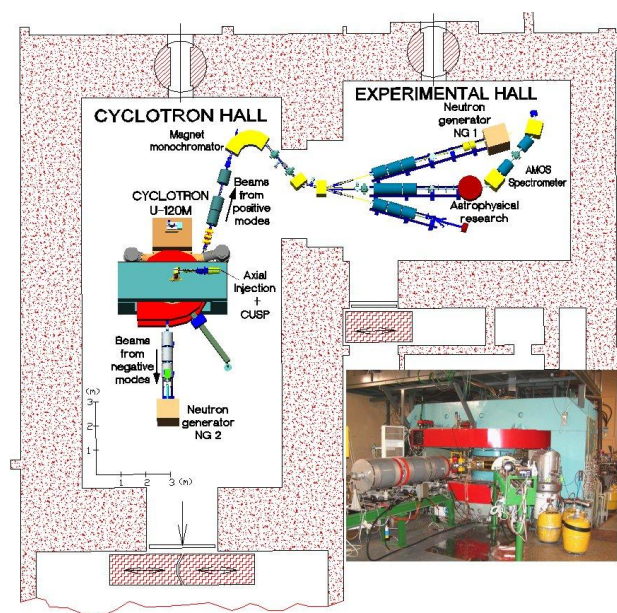 CYCLOTRON HALL
Magnet
monochromator
CYCLOTRON
U-120M
Beams
from
positive
modes
Axial
Injection
+
CUSP
Beams
from
negative
modes
Neutron
generator
NG 2
(m)
3
2
1
1 2 3 (m)
EXPERIMENTAL HALL
Neutron
generator
NG 1
AMOS
Spectrometer
Astrophysical
research